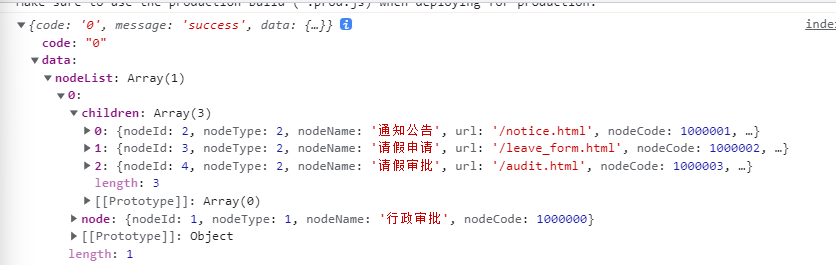 Make sure to use the production build (*.prod.js) when deploying for production.
▼{code: '0', message: 'success', data: {…}} i
index
code: "0"
▼data:
▼nodeList: Array(1)
▼0:
▼children: Array(3)
▶0: {nodeId: 2, nodeType: 2, nodeName: '通知公告', url: '/notice.html', nodeCode: 1000001, …}
▶1: {nodeId: 3, nodeType: 2, nodeName: '请假申请', url: '/leave_form.html', nodeCode: 1000002, …}
▶2: {nodeId: 4, nodeType: 2, nodeName: '请假审批', url: '/audit.html', nodeCode: 1000003, …}
length: 3
▶[[Prototype]]: Array(0)
▶node: {nodeId: 1, nodeType: 1, nodeName: '行政审批', nodeCode: 1000000}
▶[[Prototype]]: Object
length: 1